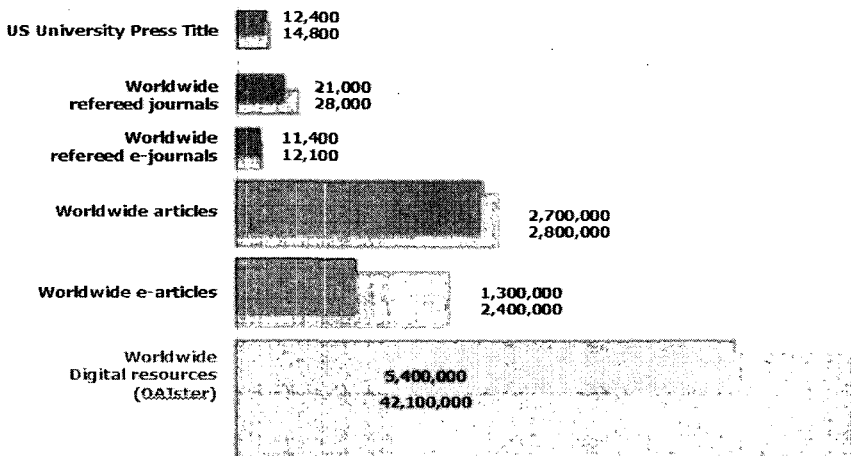 US University Press Title
12,400
14,800
Worldwide
refereed journals
21,000
28,000
Worldwide
refereed e-journals
11,400
12,100
Worldwide articles
2,700,000
2,800,000
Worldwide e-articles
1,300,000
2,400,000
Worldwide
Digital resources
(OAIster)
5,400,000
42,100,000